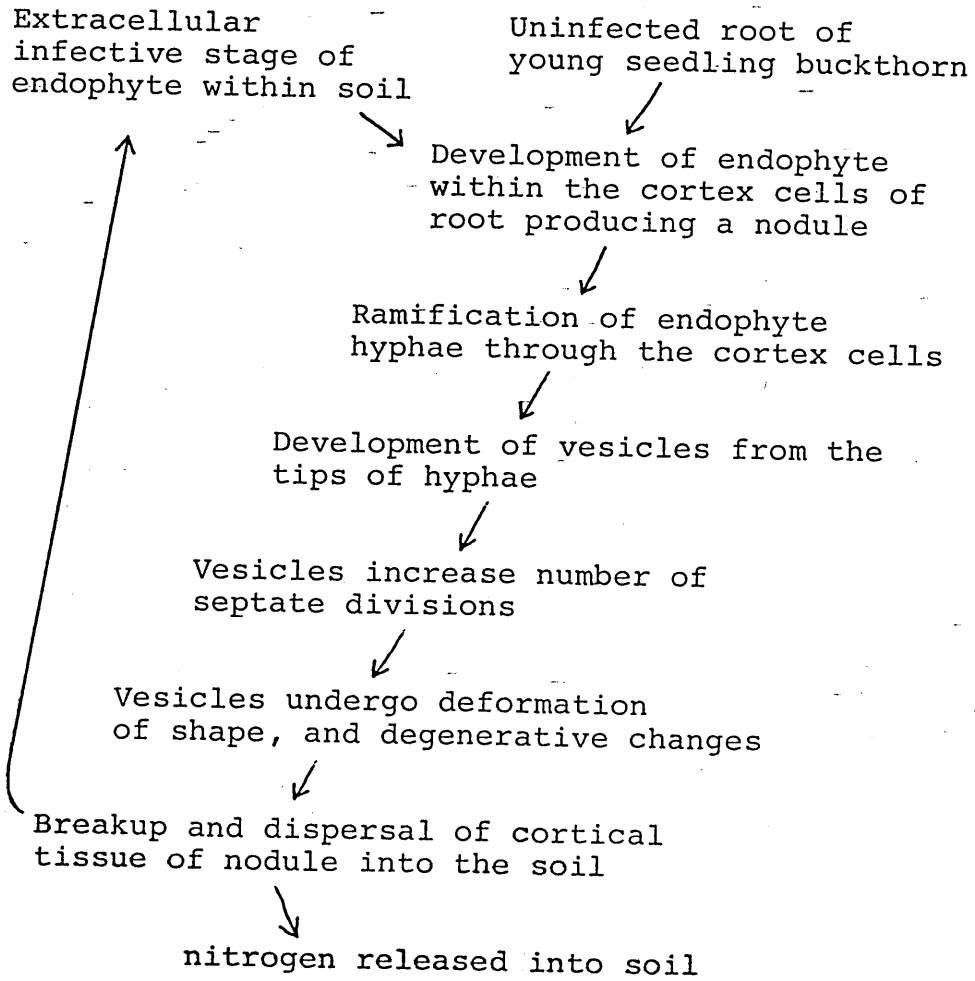 Extracellular
infective stage of
endophyte within soil
Uninfected root of
young seedling buckthorn
Development of endophyte
within the cortex cells of
root producing a nodule
Ramification of endophyte
hyphae through the cortex cells
Development of vesicles from the
tips of hyphae
Vesicles increase number of
septate divisions
Vesicles undergo deformation
of shape, and degenerative changes
Breakup and dispersal of cortical
tissue of nodule into the soil
nitrogen released into soil